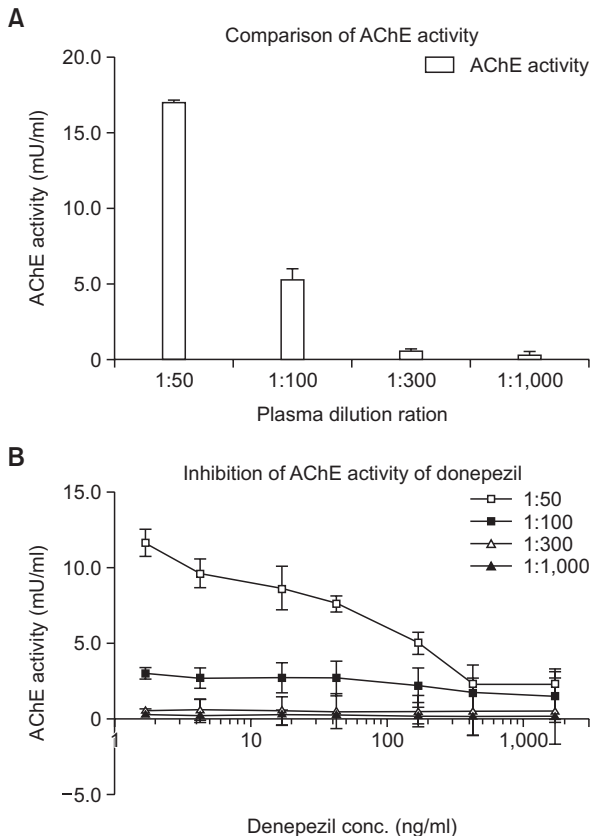 A
Comparison of AChE activity
AChE activity
20.0
15.0
10.0
5.0
0
AChE activity (mU/ml)
1:50
1:100
1:300
1:1,000
Plasma dilution ration
B
Inhibition of AChE activity of donepezil
1:50
1:100
1:300
1:1,000
15.0
10.0
5.0
0
−5.0
AChE activity (mU/ml)
1
10
100
1,000
Denepezil conc. (ng/ml)